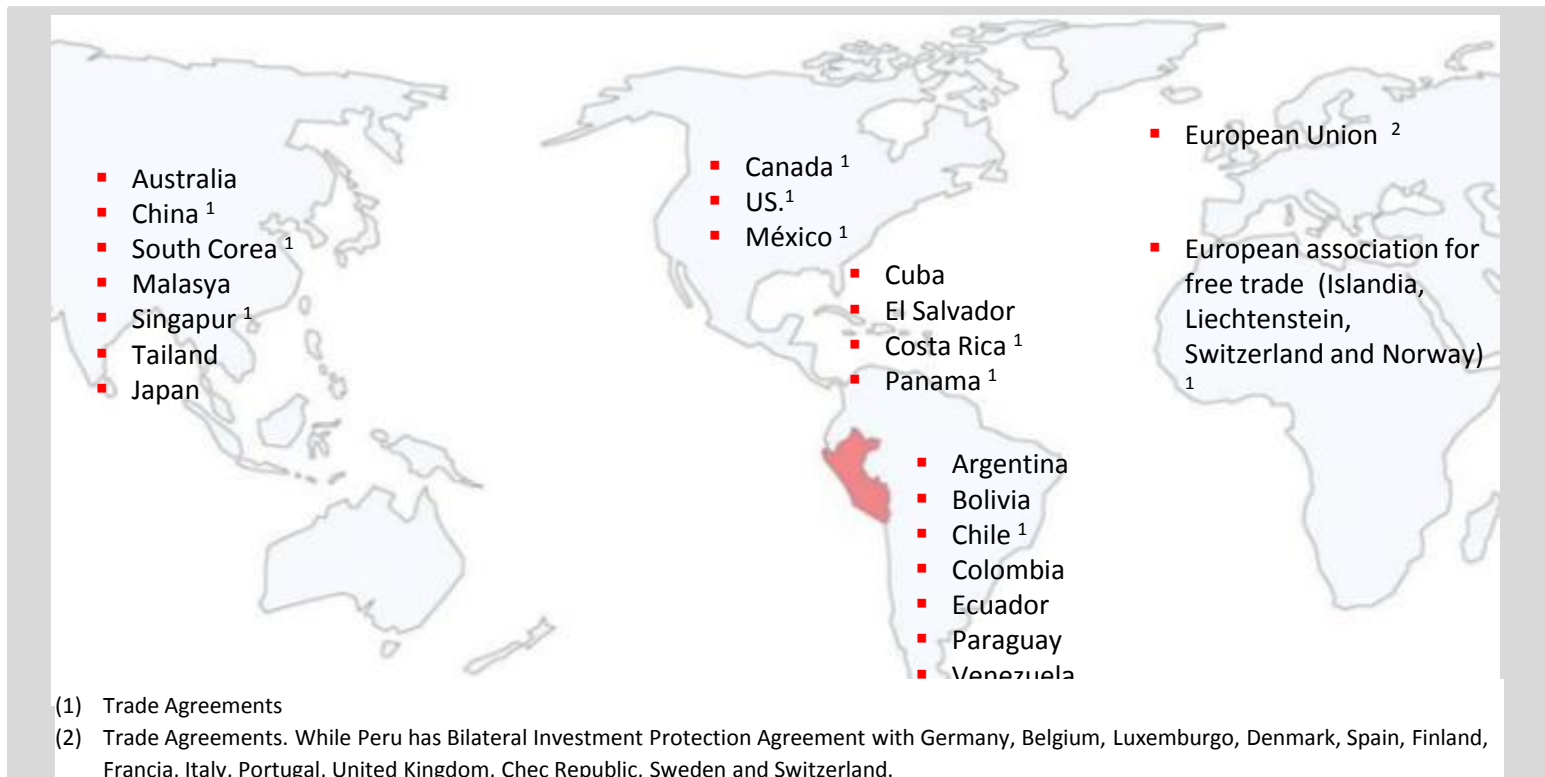 ▪ Australia
▪ China ¹
▪ South Corea ¹
▪ Malasya
▪ Singapur ¹
▪ Tailand
▪ Japan
▪ Canada ¹
▪ US.¹
▪ México ¹
▪ Cuba
▪ El Salvador
▪ Costa Rica ¹
▪ Panama ¹
▪ Argentina
▪ Bolivia
▪ Chile ¹
▪ Colombia
▪ Ecuador
▪ Paraguay
▪ Venezuela
▪ European Union ²
▪ European association for
free trade (Islandia,
Liechtenstein,
Switzerland and Norway)
¹
(1) Trade Agreements
(2) Trade Agreements. While Peru has Bilateral Investment Protection Agreement with Germany, Belgium, Luxemburgo, Denmark, Spain, Finland,
Francia, Italy, Portugal, United Kingdom, Chec Republic, Sweden and Switzerland.